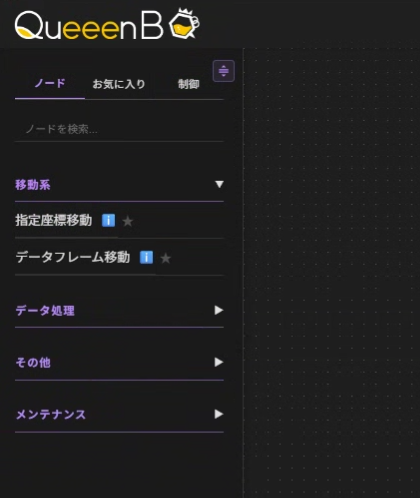 QueeenB
ノード お気に入り 制御
ノードを検索...
移動系 ▼
指定座標移動 ℹ️ ★
データフレーム移動 ℹ️ ★
データ処理 ▶
その他 ▶
メンテナンス ▶